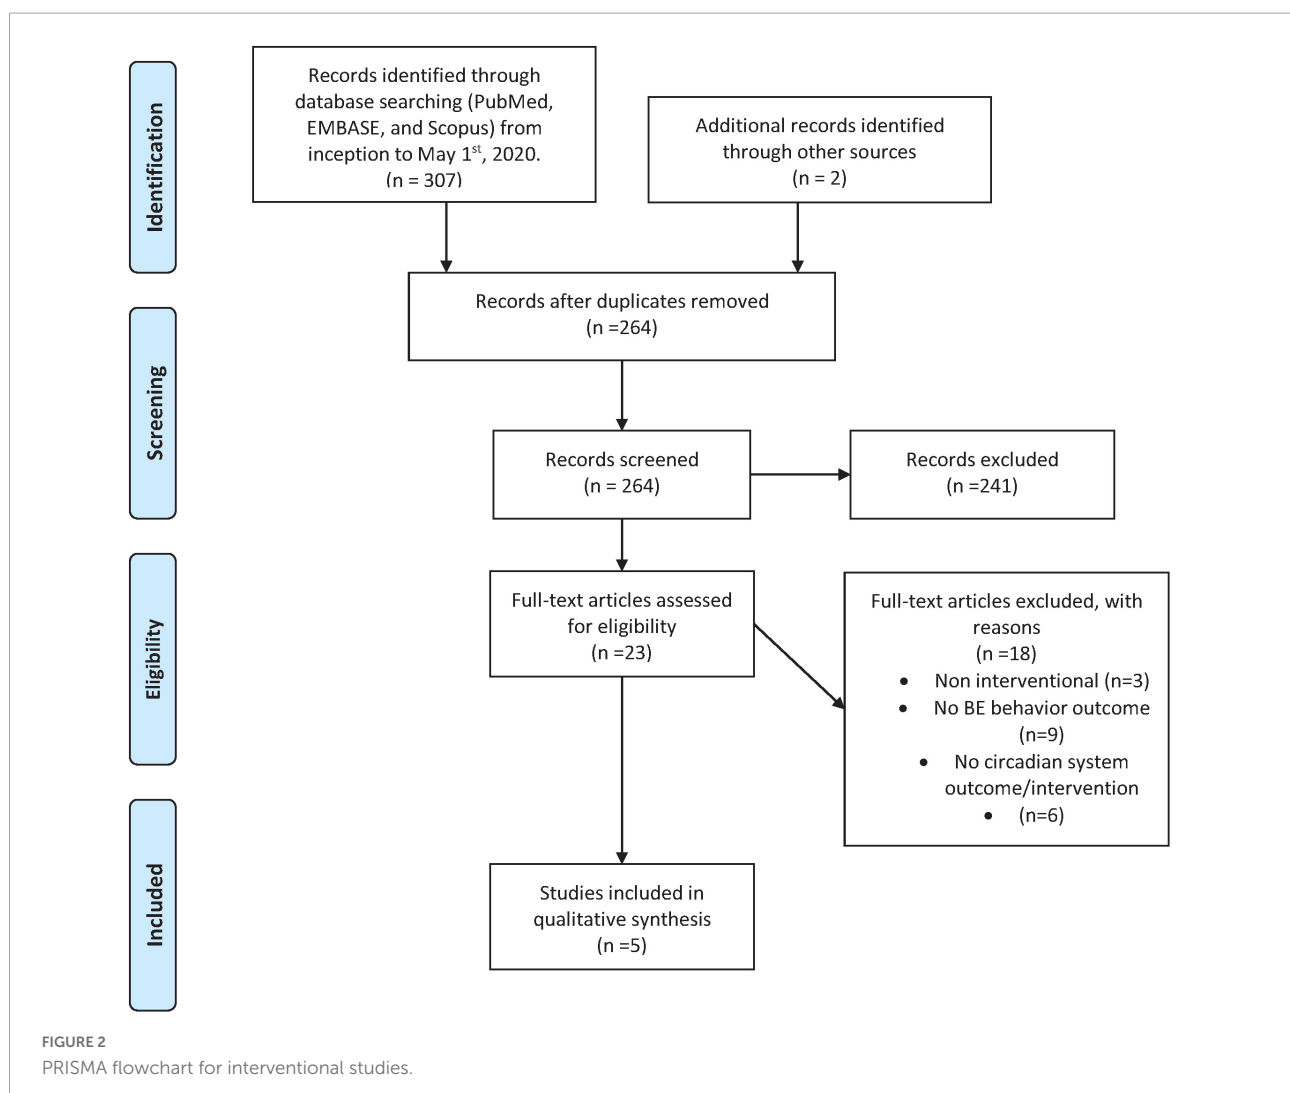 Identification
Records identified through
database searching (PubMed,
EMBASE, and Scopus) from
inception to May 1st, 2020.
(n = 307)
Additional records identified
through other sources
(n = 2)
Records after duplicates removed
(n =264)
Screening
Records screened
(n = 264)
Records excluded
(n =241)
Eligibility
Full-text articles assessed
for eligibility
(n =23)
Full-text articles excluded, with
reasons
(n =18)
• Non interventional (n=3)
• No BE behavior outcome
(n=9)
• No circadian system
outcome/intervention
• (n=6)
Included
Studies included in
qualitative synthesis
(n =5)
FIGURE 2
PRISMA flowchart for interventional studies.